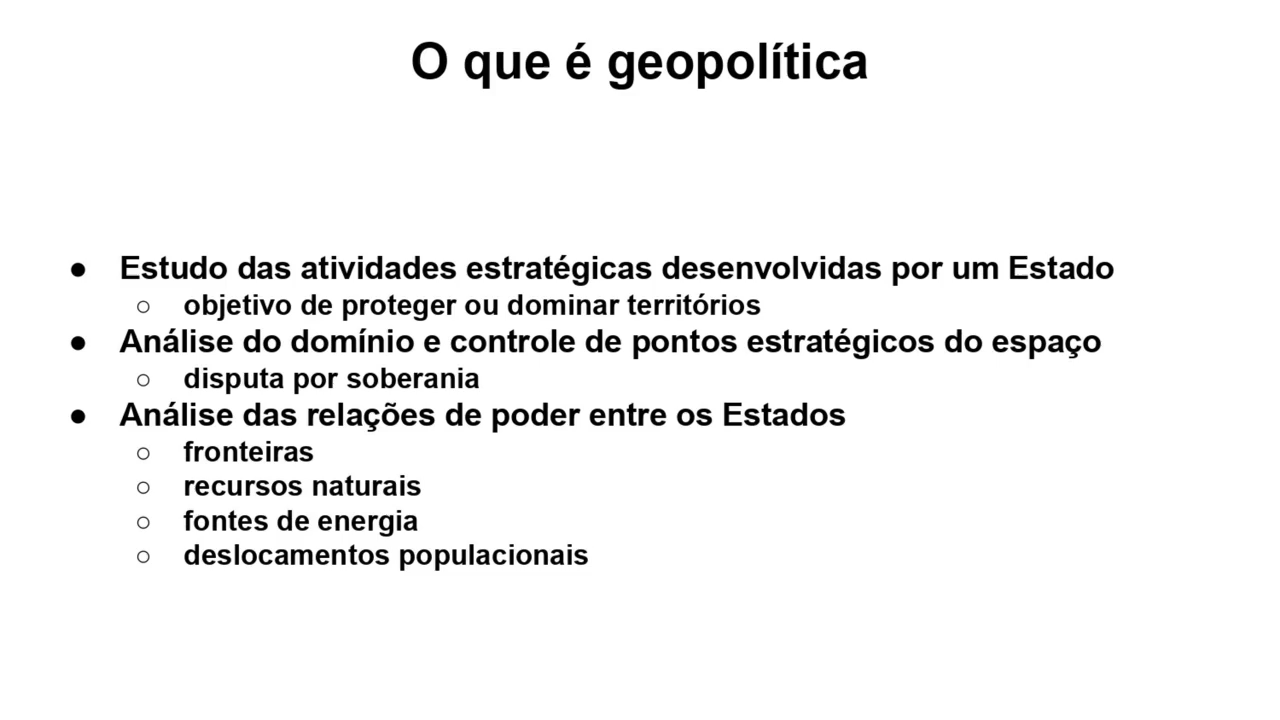 O que é geopolítica
● Estudo das atividades estratégicas desenvolvidas por um Estado
○ objetivo de proteger ou dominar territórios
● Análise do domínio e controle de pontos estratégicos do espaço
○ disputa por soberania
● Análise das relações de poder entre os Estados
○ fronteiras
○ recursos naturais
○ fontes de energia
○ deslocamentos populacionais